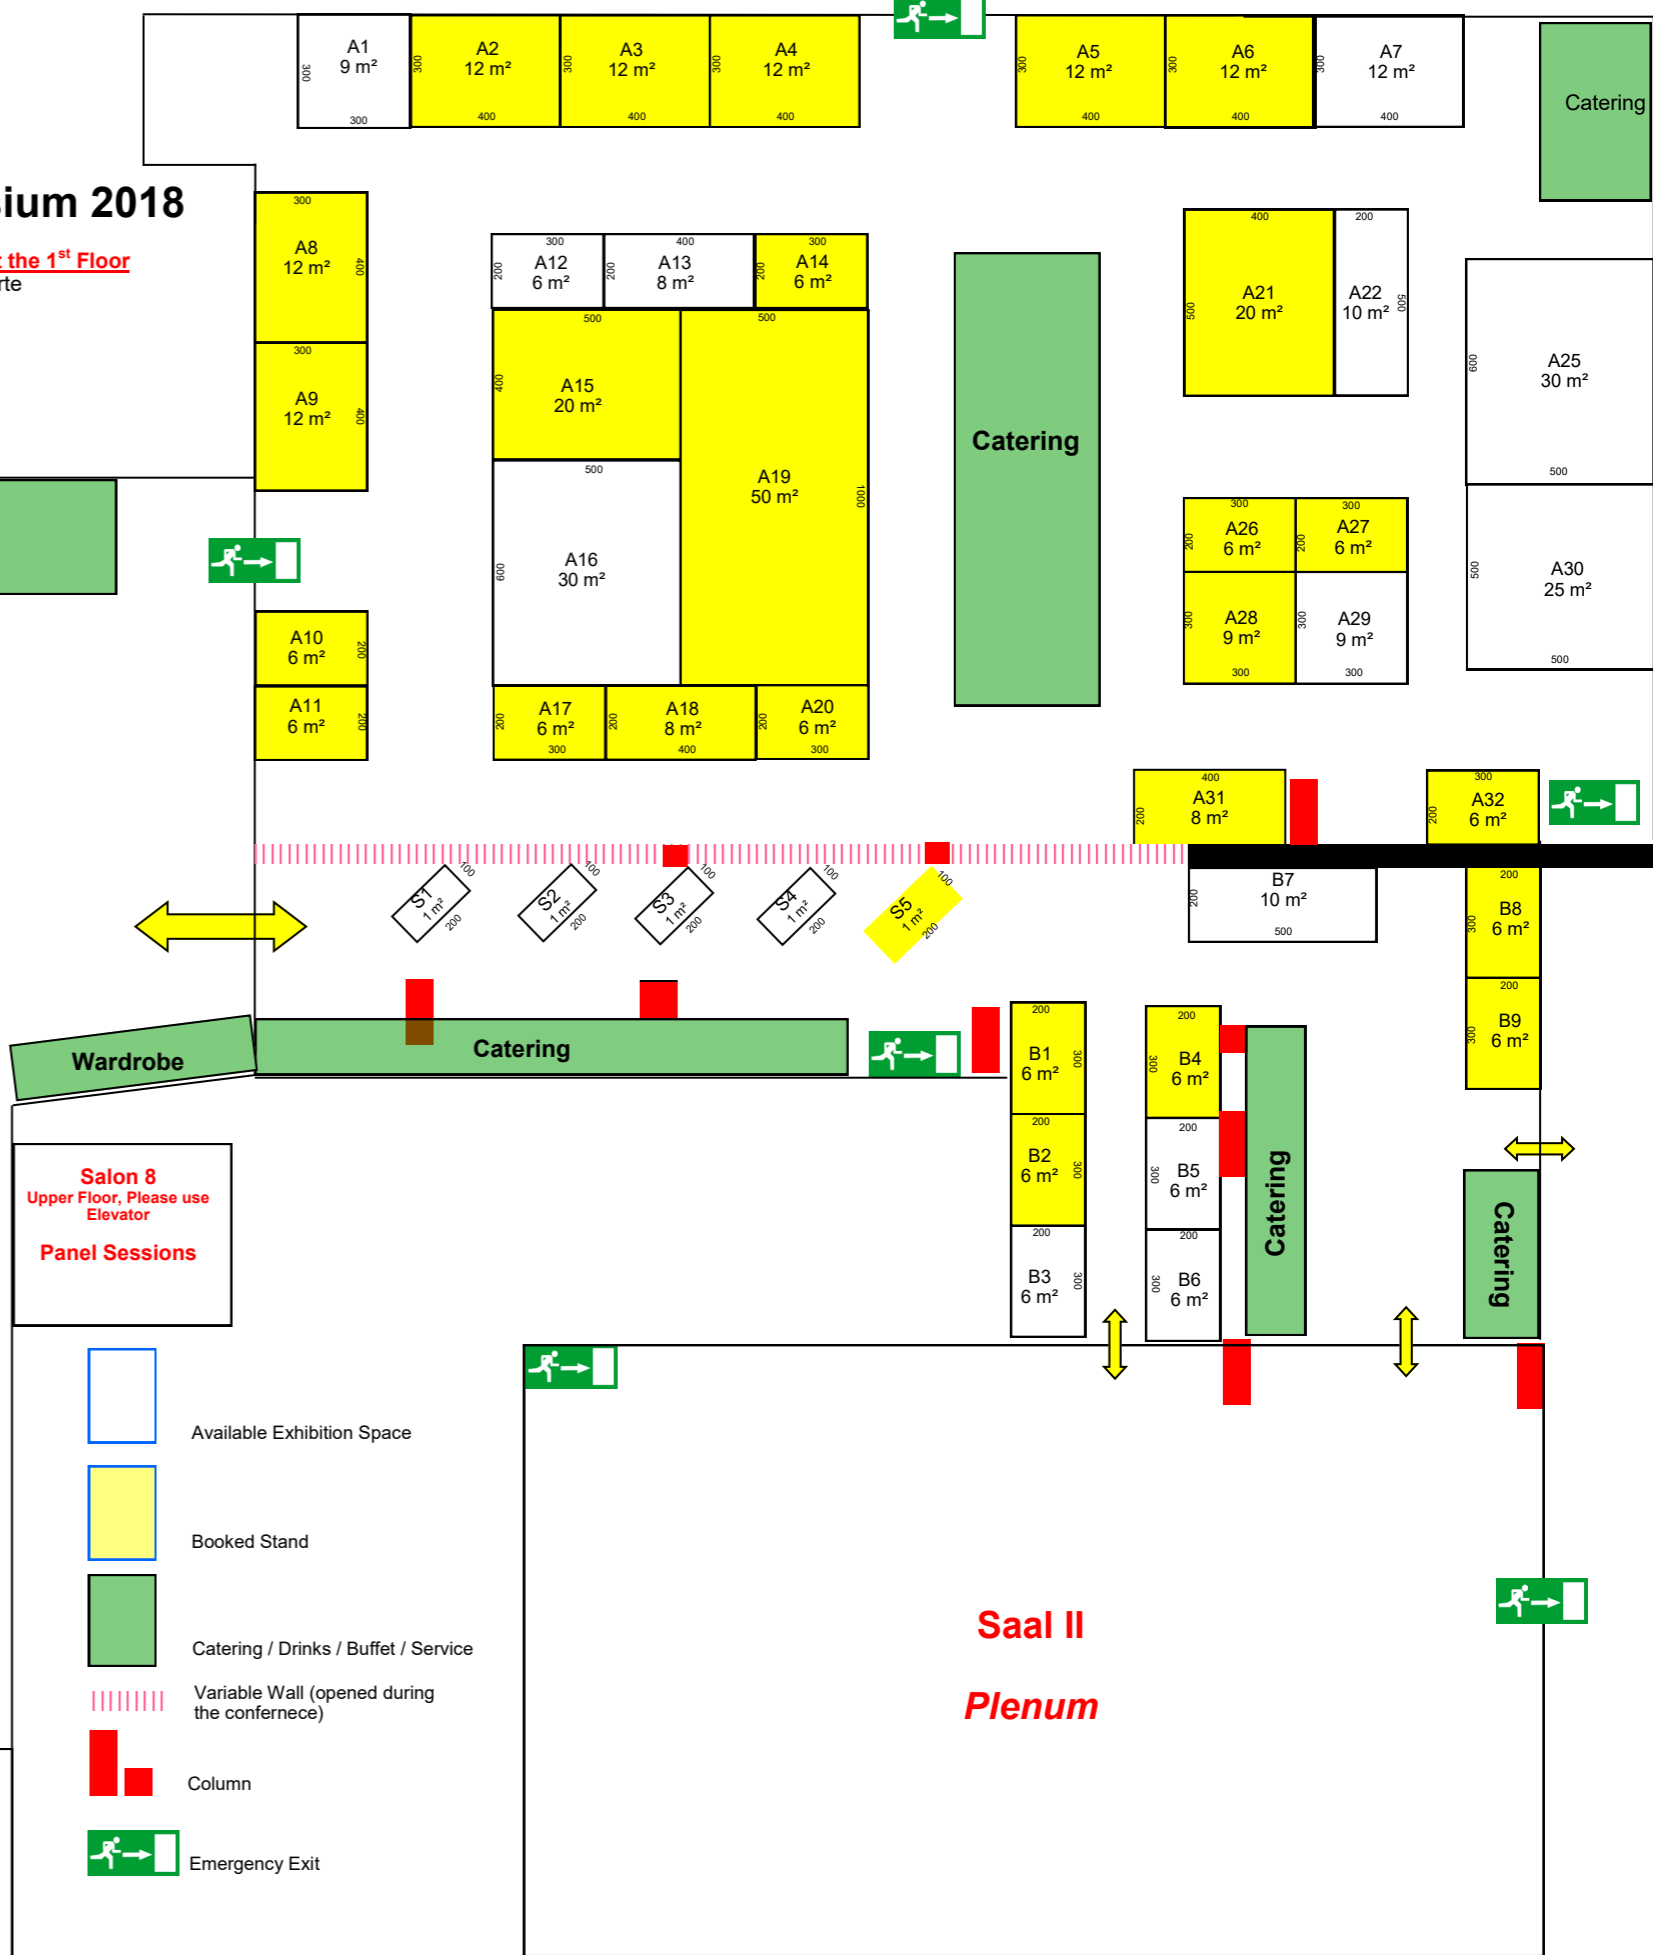 A1
9 m²
300
300
A2
12 m²
300
400
A3
12 m²
300
400
A4
12 m²
300
400
A5
12 m²
300
400
A6
12 m²
300
400
A7
12 m²
300
400
Catering
sium 2018
the 1st Floor
rte
300
A8
12 m²
400
300
A9
12 m²
400
300
A12
6 m²
200
400
A13
8 m²
200
300
A14
6 m²
200
500
A15
20 m²
400
500
A19
50 m²
1000
500
A16
30 m²
600
Catering
400
A21
20 m²
500
200
A22
10 m²
500
A25
30 m²
600
500
300
A26
6 m²
200
300
A27
6 m²
200
A28
9 m²
300
300
A29
9 m²
300
300
A30
25 m²
500
500
A10
6 m²
200
A11
6 m²
200
A17
6 m²
200
300
A18
8 m²
200
400
A20
6 m²
200
300
400
A31
8 m²
200
300
A32
6 m²
200
S1
1 m²
100
200
S2
1 m²
100
200
S3
1 m²
100
200
S4
1 m²
100
200
S5
1 m²
100
200
B7
10 m²
200
500
200
B8
6 m²
300
200
B9
6 m²
300
Wardrobe
Catering
200
B1
6 m²
300
200
B2
6 m²
300
200
B3
6 m²
300
200
B4
6 m²
300
200
B5
6 m²
300
200
B6
6 m²
300
Catering
Catering
Salon 8
Upper Floor, Please use
Elevator
Panel Sessions
Available Exhibition Space
Booked Stand
Catering / Drinks / Buffet / Service
Variable Wall (opened during
the confernece)
Column
Emergency Exit
Saal II
Plenum